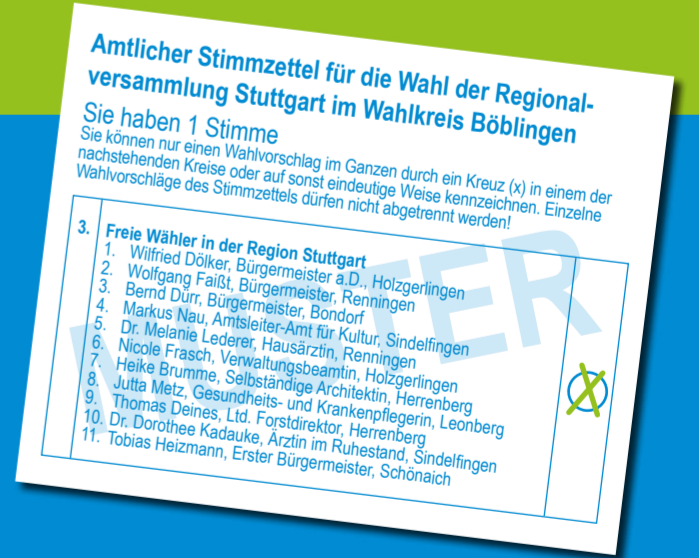 Amtlicher Stimmzettel für die Wahl der Regional-
versammlung Stuttgart im Wahlkreis Böblingen
Sie haben 1 Stimme
Sie können nur einen Wahlvorschlag im Ganzen durch ein Kreuz (x) in einem der
nachstehenden Kreise oder auf sonst eindeutige Weise kennzeichnen. Einzelne
Wahlvorschläge des Stimmzettels dürfen nicht abgetrennt werden!
3. Freie Wähler in der Region Stuttgart
1. Wilfried Dölker, Bürgermeister a.D., Holzgerlingen
2. Wolfgang Faißt, Bürgermeister, Renningen
3. Bernd Dürr, Bürgermeister, Bondorf
4. Markus Nau, Amtsleiter-Amt für Kultur, Sindelfingen
5. Dr. Melanie Lederer, Hausärztin, Renningen
6. Nicole Frasch, Verwaltungsbeamtin, Holzgerlingen
7. Heike Brumme, Selbständige Architektin, Herrenberg
8. Jutta Metz, Gesundheits- und Krankenpflegerin, Leonberg
9. Thomas Deines, Ltd. Forstdirektor, Herrenberg
10. Dr. Dorothee Kadauke, Ärztin im Ruhestand, Sindelfingen
11. Tobias Heizmann, Erster Bürgermeister, Schönaich
MUSTER